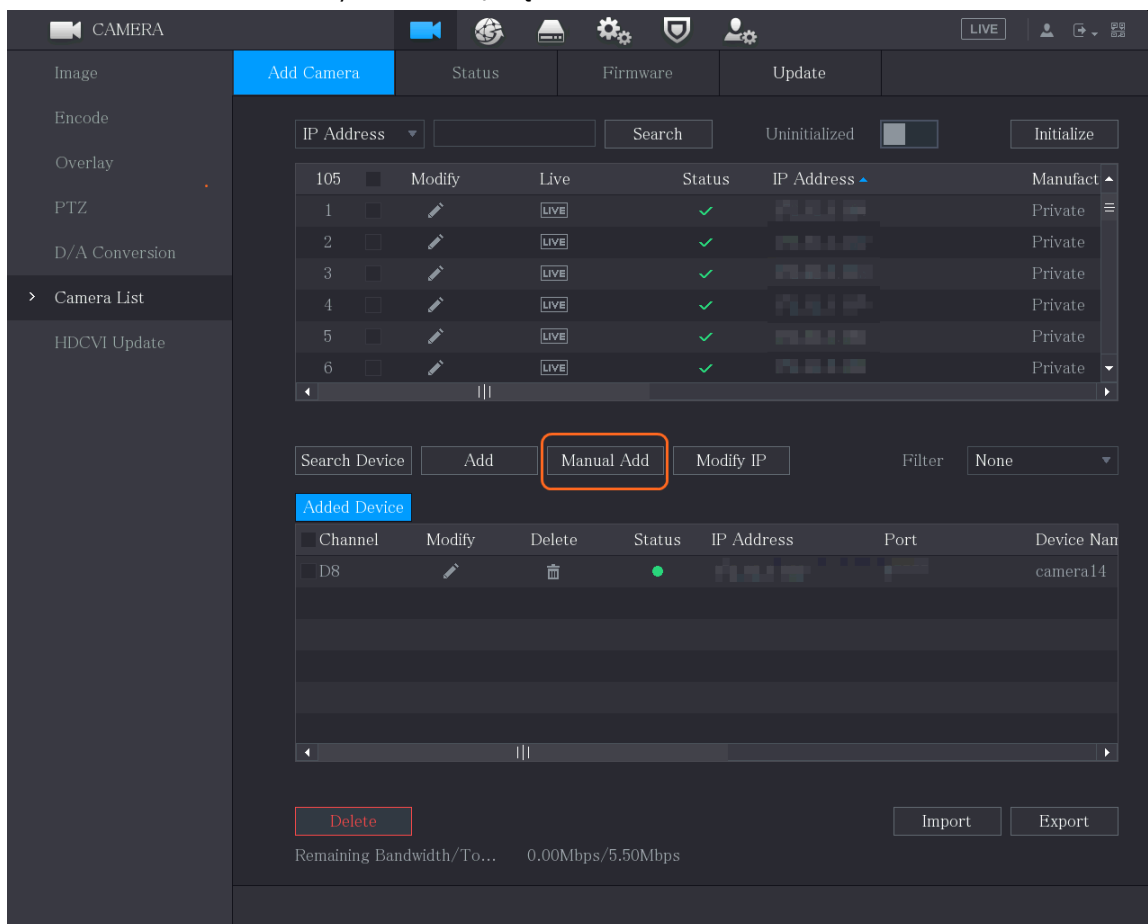 CAMERA LIVE
Image Add Camera Status Firmware Update
Encode
Overlay
PTZ
D/A Conversion
Camera List
HDCVI Update
IP Address Search Uninitialized Initialize
105 Modify Live Status IP Address Manufact
1 LIVE Private
2 LIVE Private
3 LIVE Private
4 LIVE Private
5 LIVE Private
6 LIVE Private
Search Device Add Manual Add Modify IP Filter None
Added Device
Channel Modify Delete Status IP Address Port Device Nam
D8 camera14
Delete Import Export
Remaining Bandwidth/To... 0.00Mbps/5.50Mbps